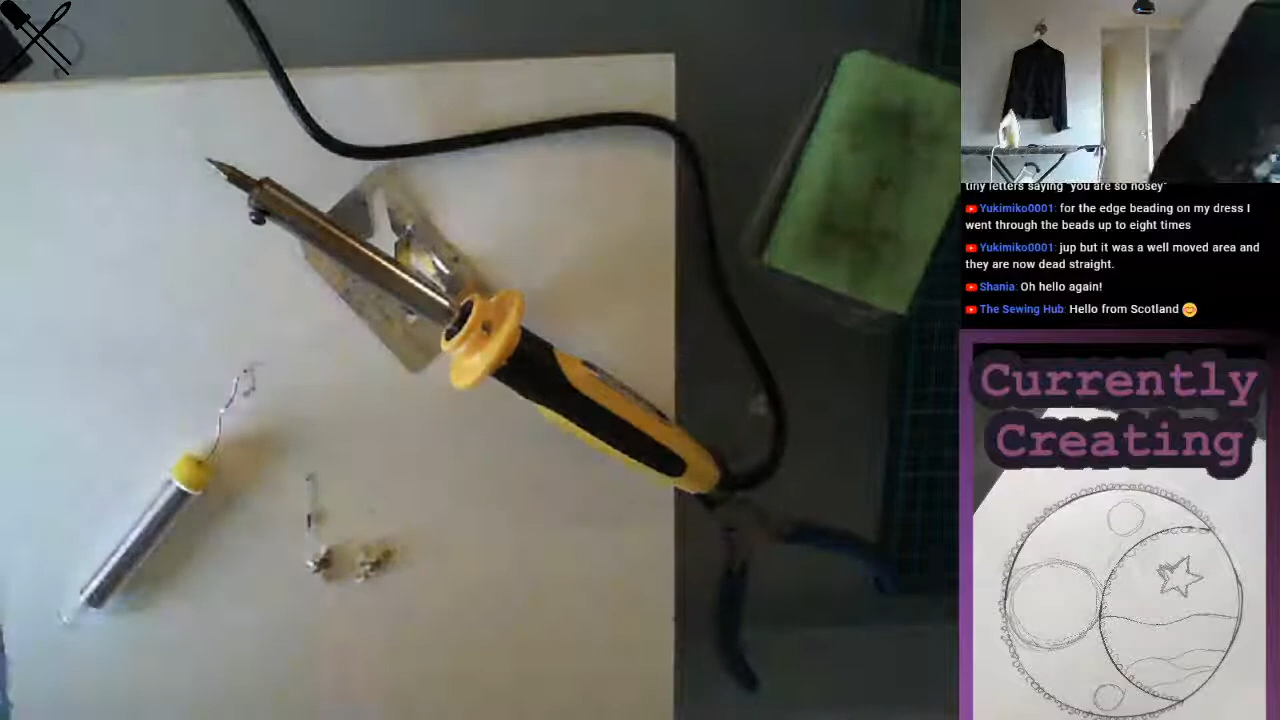 tiny letters saying "you are so nosey"
Yukimiko0001: for the edge beading on my dress I
went through the beads up to eight times
Yukimiko0001: jup but it was a well moved area and
they are now dead straight.
Shania: Oh hello again!
The Sewing Hub: Hello from Scotland 😊
Currently
Creating